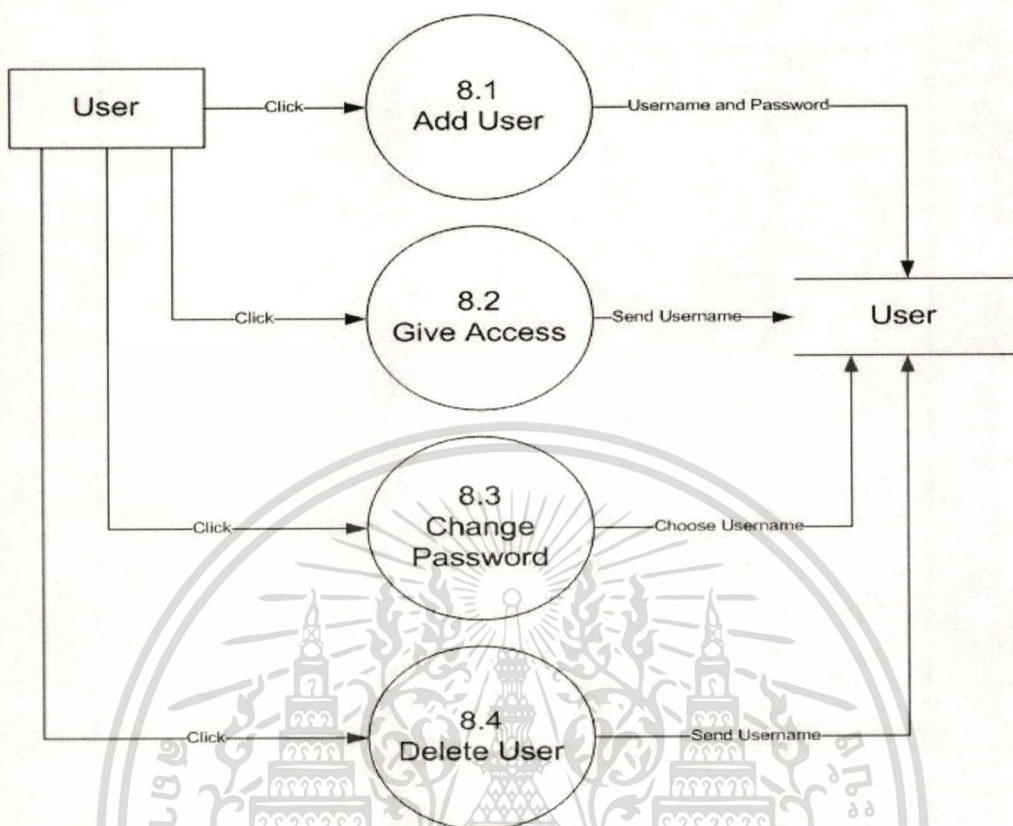 User
Click
8.1
Add User
Username and Password
Click
8.2
Give Access
Send Username
User
Click
8.3
Change
Password
Choose Username
Click
8.4
Delete User
Send Username